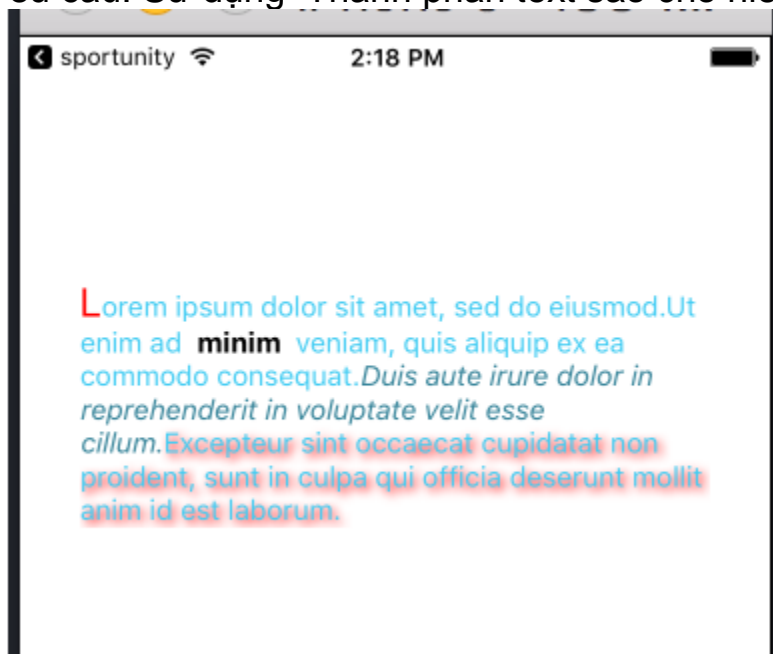 sportunity 2:18 PM
Lorem ipsum dolor sit amet, sed do eiusmod.Ut
enim ad minim veniam, quis aliquip ex ea
commodo consequat.Duis aute irure dolor in
reprehenderit in voluptate velit esse
cillum.Excepteur sint occaecat cupidatat non
proident, sunt in culpa qui officia deserunt mollit
anim id est laborum.